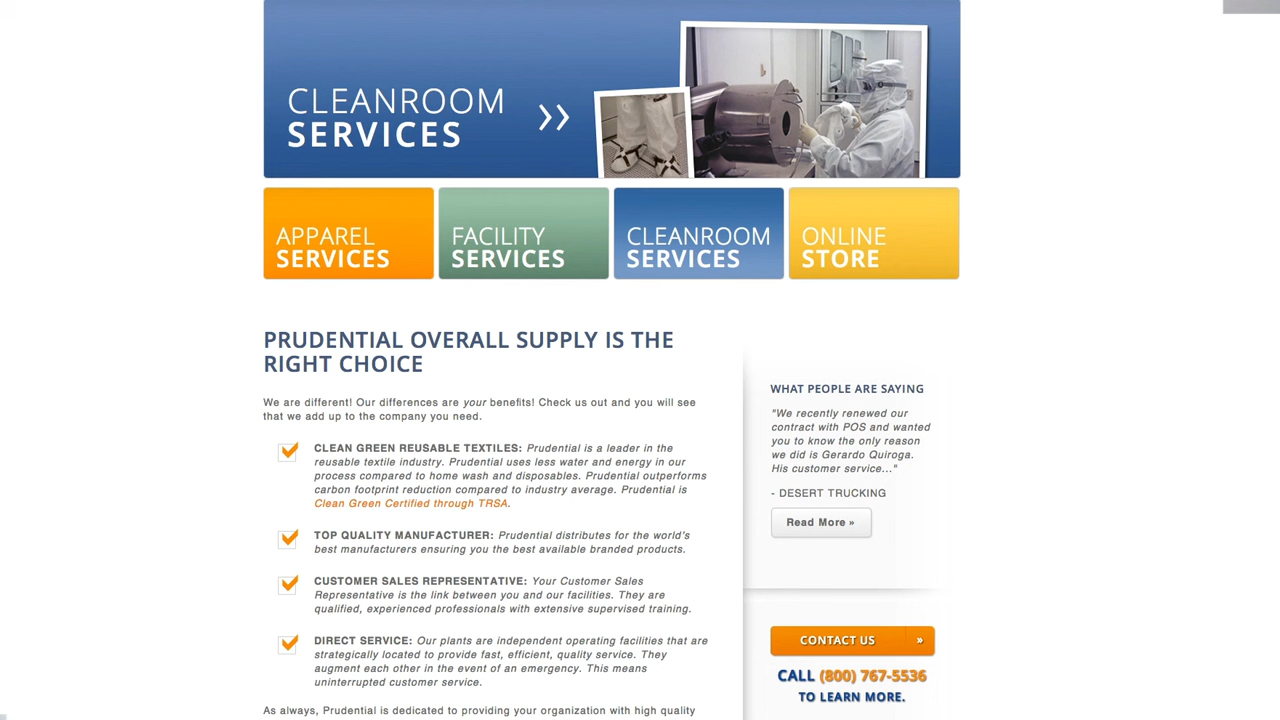 CLEANROOM
SERVICES
APPAREL
SERVICES
FACILITY
SERVICES
CLEANROOM
SERVICES
ONLINE
STORE
PRUDENTIAL OVERALL SUPPLY IS THE
RIGHT CHOICE
We are different! Our differences are your benefits! Check us out and you will see
that we add up to the company you need.
CLEAN GREEN REUSABLE TEXTILES: Prudential is a leader in the
reusable textile industry. Prudential uses less water and energy in our
process compared to home wash and disposables. Prudential outperforms
carbon footprint reduction compared to industry average. Prudential is
Clean Green Certified through TRSA.
TOP QUALITY MANUFACTURER: Prudential distributes for the world's
best manufacturers ensuring you the best available branded products.
CUSTOMER SALES REPRESENTATIVE: Your Customer Sales
Representative is the link between you and our facilities. They are
qualified, experienced professionals with extensive supervised training.
DIRECT SERVICE: Our plants are independent operating facilities that are
strategically located to provide fast, efficient, quality service. They
augment each other in the event of an emergency. This means
uninterrupted customer service.
As always, Prudential is dedicated to providing your organization with high quality
WHAT PEOPLE ARE SAYING
"We recently renewed our
contract with POS and wanted
you to know the only reason
we did is Gerardo Quiroga.
His customer service..."
- DESERT TRUCKING
Read More »
CONTACT US »
CALL (800) 767-5536
TO LEARN MORE.